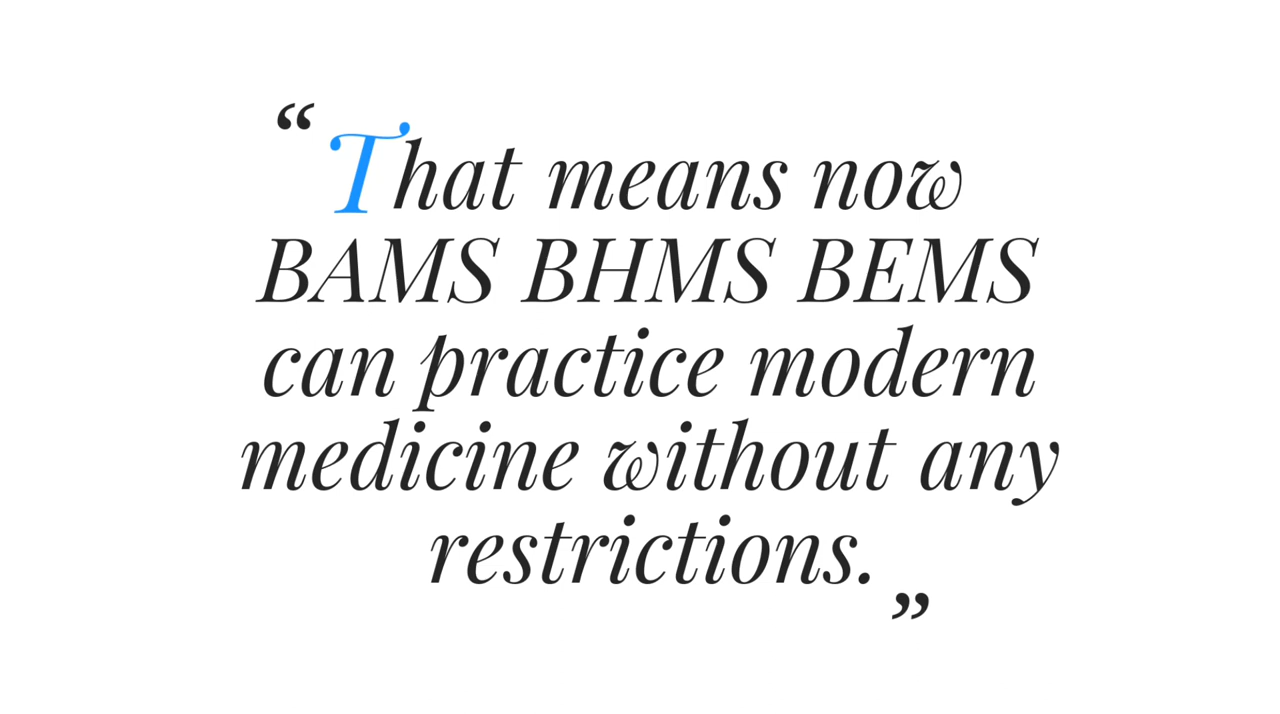 “That means now
BAMS BHMS BEMS
can practice modern
medicine without any
restrictions.”